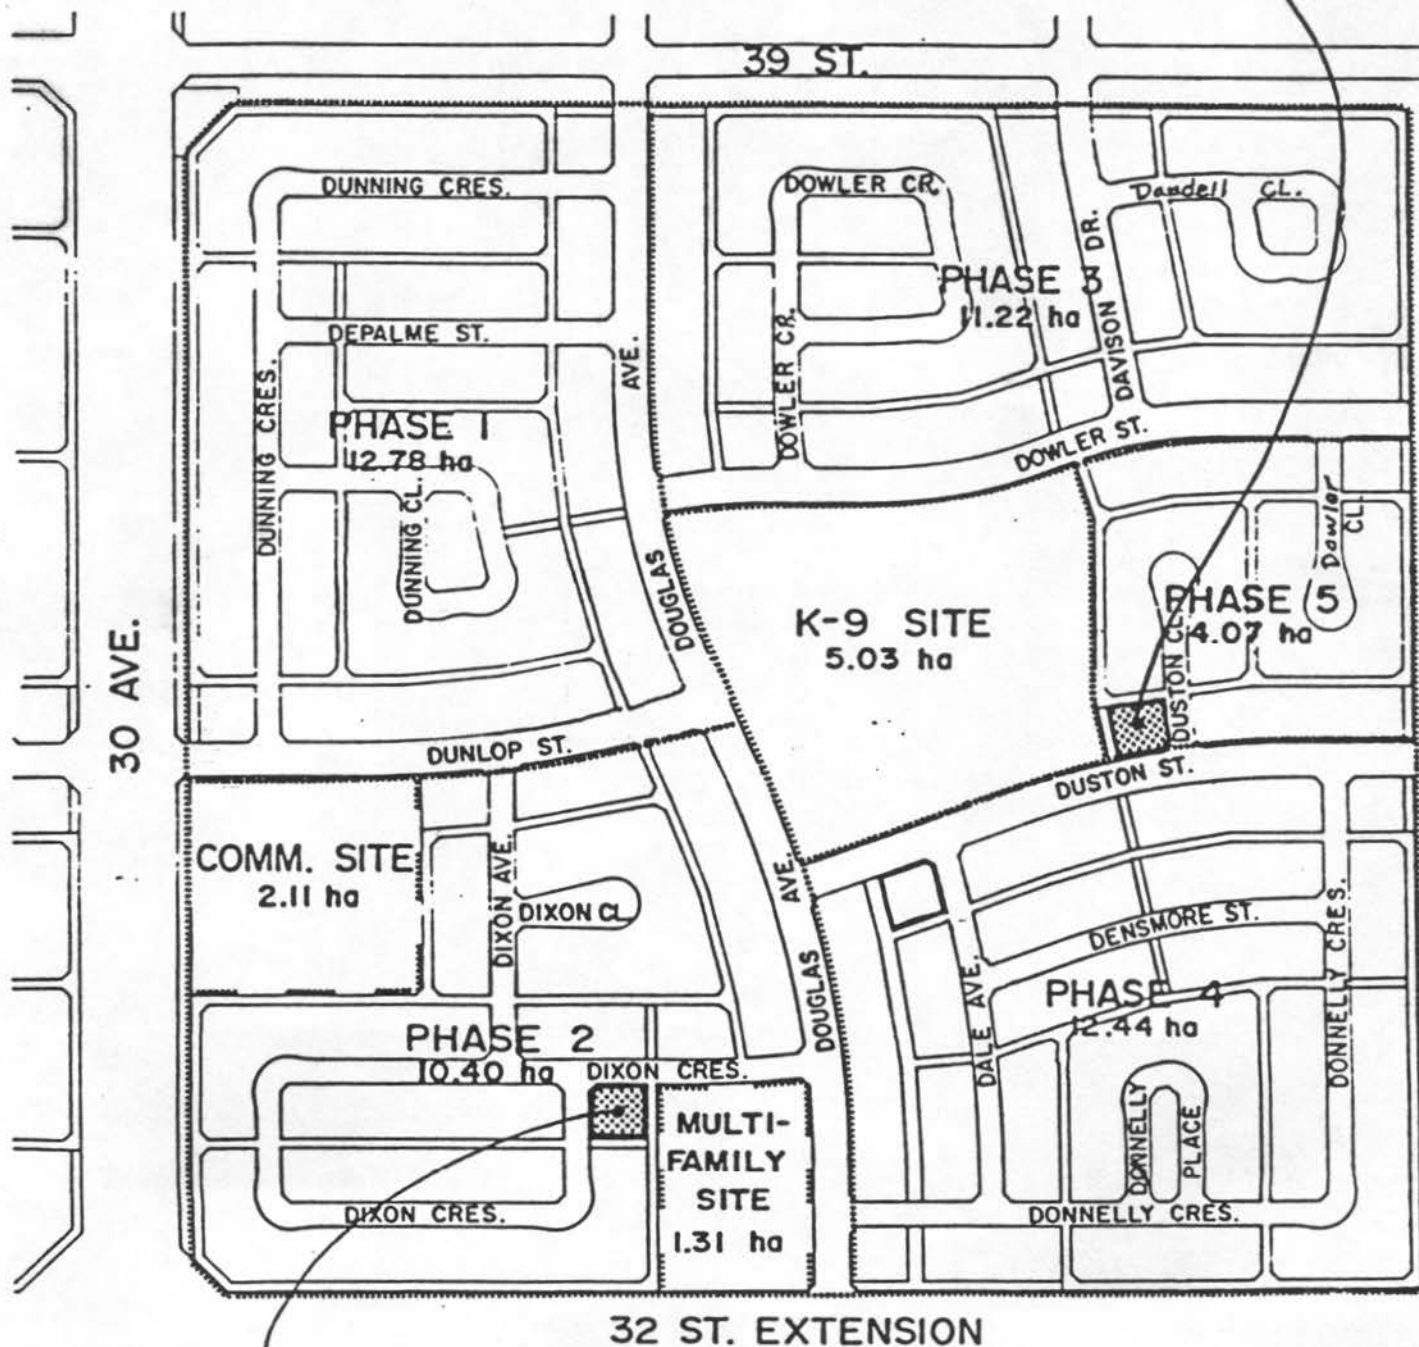 39 ST.
DUNNING CRES.
DOWLER CR.
Dandell CL.
DAVISON DR.
PHASE 3
11.22 ha
DEPALME ST.
AVE.
DOWLER CR.
DUNNING CRES.
PHASE 1
12.78 ha
DUNNING CL.
DOWLER ST.
Dowler
CL.
DOUGLAS
K-9 SITE
5.03 ha
PHASE 5
4.07 ha
DUSTON CL.
30 AVE.
DUNLOP ST.
DUSTON ST.
COMM. SITE
2.11 ha
DIXON AVE.
DIXON CL.
AVE.
DOUGLAS
DENSMORE ST.
DONNELLY CRES.
DALE AVE.
PHASE 4
12.44 ha
PHASE 2
10.40 ha
DIXON CRES.
MULTI-
FAMILY
SITE
1.31 ha
DONNELLY
PLACE
DIXON CRES.
DONNELLY CRES.
32 ST. EXTENSION